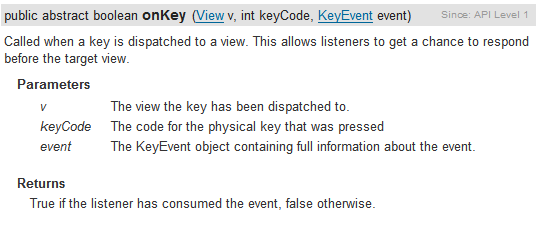 public abstract boolean onKey (View v, int keyCode, KeyEvent event) Since: API Level 1
Called when a key is dispatched to a view. This allows listeners to get a chance to respond
before the target view.
Parameters
v The view the key has been dispatched to.
keyCode The code for the physical key that was pressed
event The KeyEvent object containing full information about the event.
Returns
True if the listener has consumed the event, false otherwise.